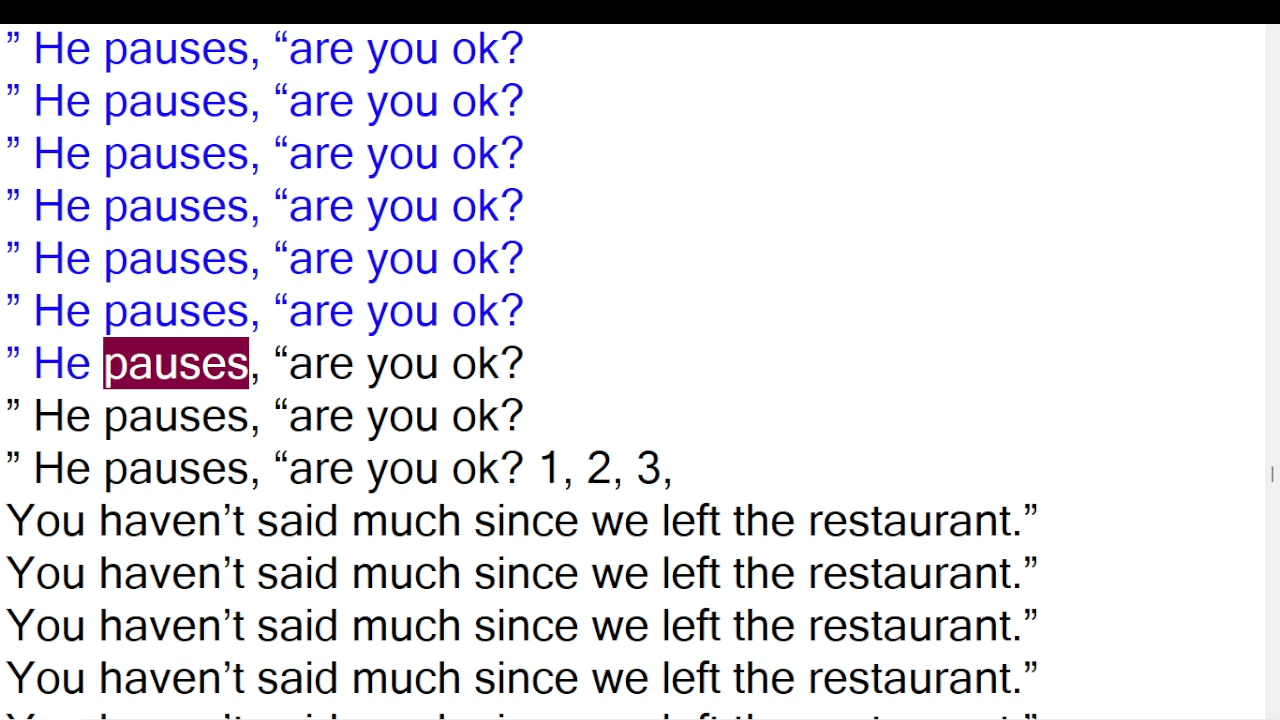 ” He pauses, “are you ok?
” He pauses, “are you ok?
” He pauses, “are you ok?
” He pauses, “are you ok?
” He pauses, “are you ok?
” He pauses, “are you ok?
” He pauses, “are you ok?
” He pauses, “are you ok?
” He pauses, “are you ok? 1, 2, 3,
You haven’t said much since we left the restaurant.”
You haven’t said much since we left the restaurant.”
You haven’t said much since we left the restaurant.”
You haven’t said much since we left the restaurant.”